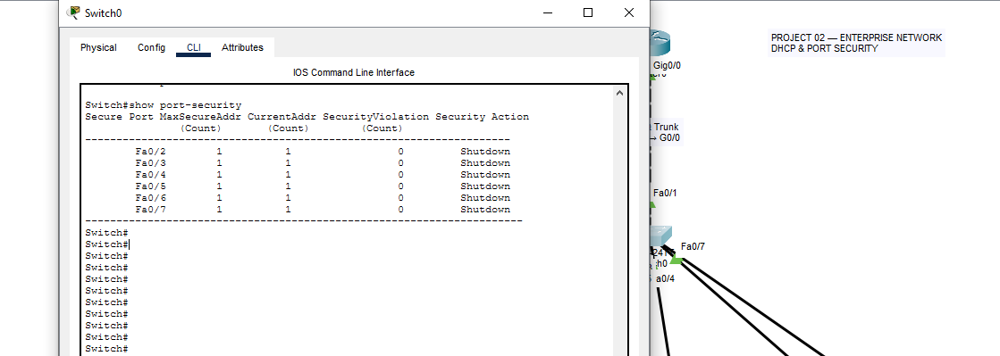 Switch0
Physical Config CLI Attributes
IOS Command Line Interface
Switch#show port-security
Secure Port MaxSecureAddr CurrentAddr SecurityViolation Security Action
(Count) (Count) (Count)
--------------------------------------------------------------------
Fa0/2 1 1 0 Shutdown
Fa0/3 1 1 0 Shutdown
Fa0/4 1 1 0 Shutdown
Fa0/5 1 1 0 Shutdown
Fa0/6 1 1 0 Shutdown
Fa0/7 1 1 0 Shutdown
----------------------------------------------------------------------
Switch#
Switch#
Switch#
Switch#
Switch#
Switch#
Switch#
Switch#
Switch#
Switch#
Switch#
PROJECT 02 — ENTERPRISE NETWORK
DHCP & PORT SECURITY
Gig0/0
Trunk
→ G0/0
Fa0/1
Fa0/7
a0/4